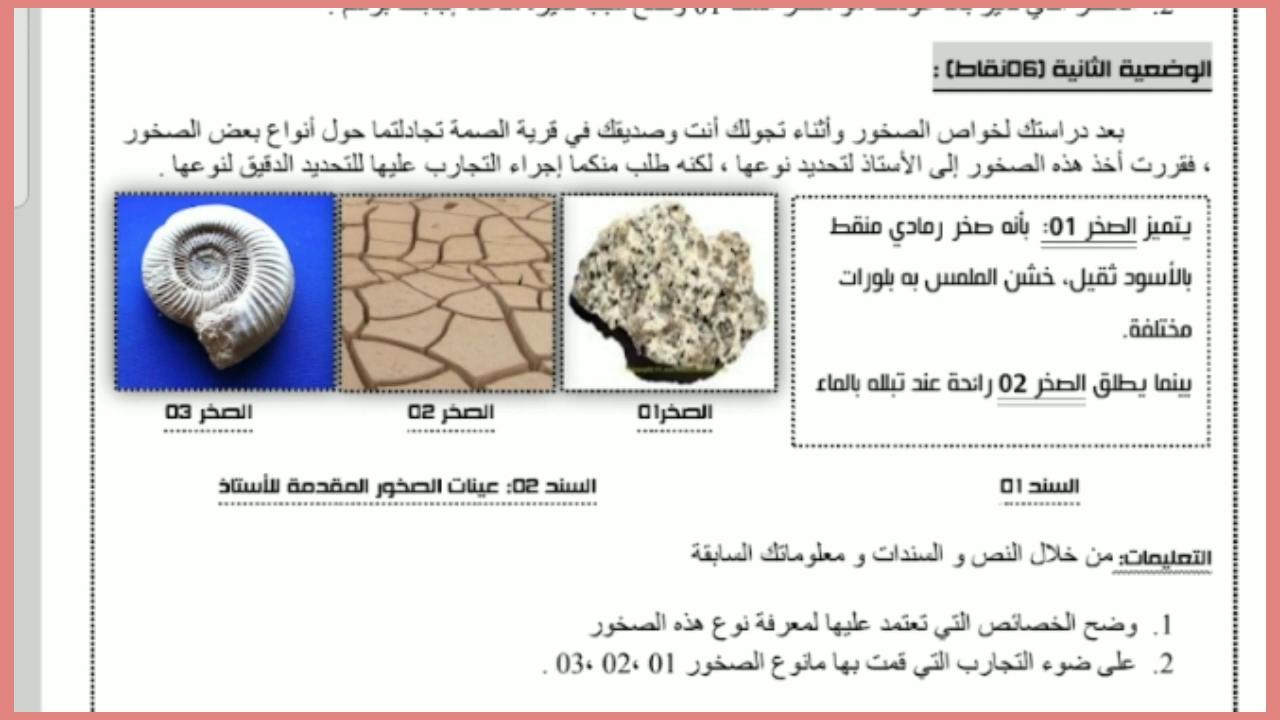 الوضعية الثانية (06نقاط) :
بعد دراستك لخواص الصخور وأثناء تجولك أنت وصديقك في قرية الصمة تجادلتما حول أنواع بعض الصخور
، فقررت أخذ هذه الصخور إلى الأستاذ لتحديد نوعها ، لكنه طلب منكما إجراء التجارب عليها للتحديد الدقيق لنوعها .
يتميز الصخر 01: بأنه صخر رمادي منقط
بالأسود ثقيل، خشن الملمس به بلورات
مختلفة.
بينما يطلق الصخر 02 رائحة عند تبلله بالماء
الصخر01
الصخر 02
الصخر 03
السند 01
السند 02: عينات الصخور المقدمة للأستاذ
التعليمات: من خلال النص و السندات و معلوماتك السابقة
1. وضح الخصائص التي تعتمد عليها لمعرفة نوع هذه الصخور
2. على ضوء التجارب التي قمت بها مانوع الصخور 01 ،02 ،03 .